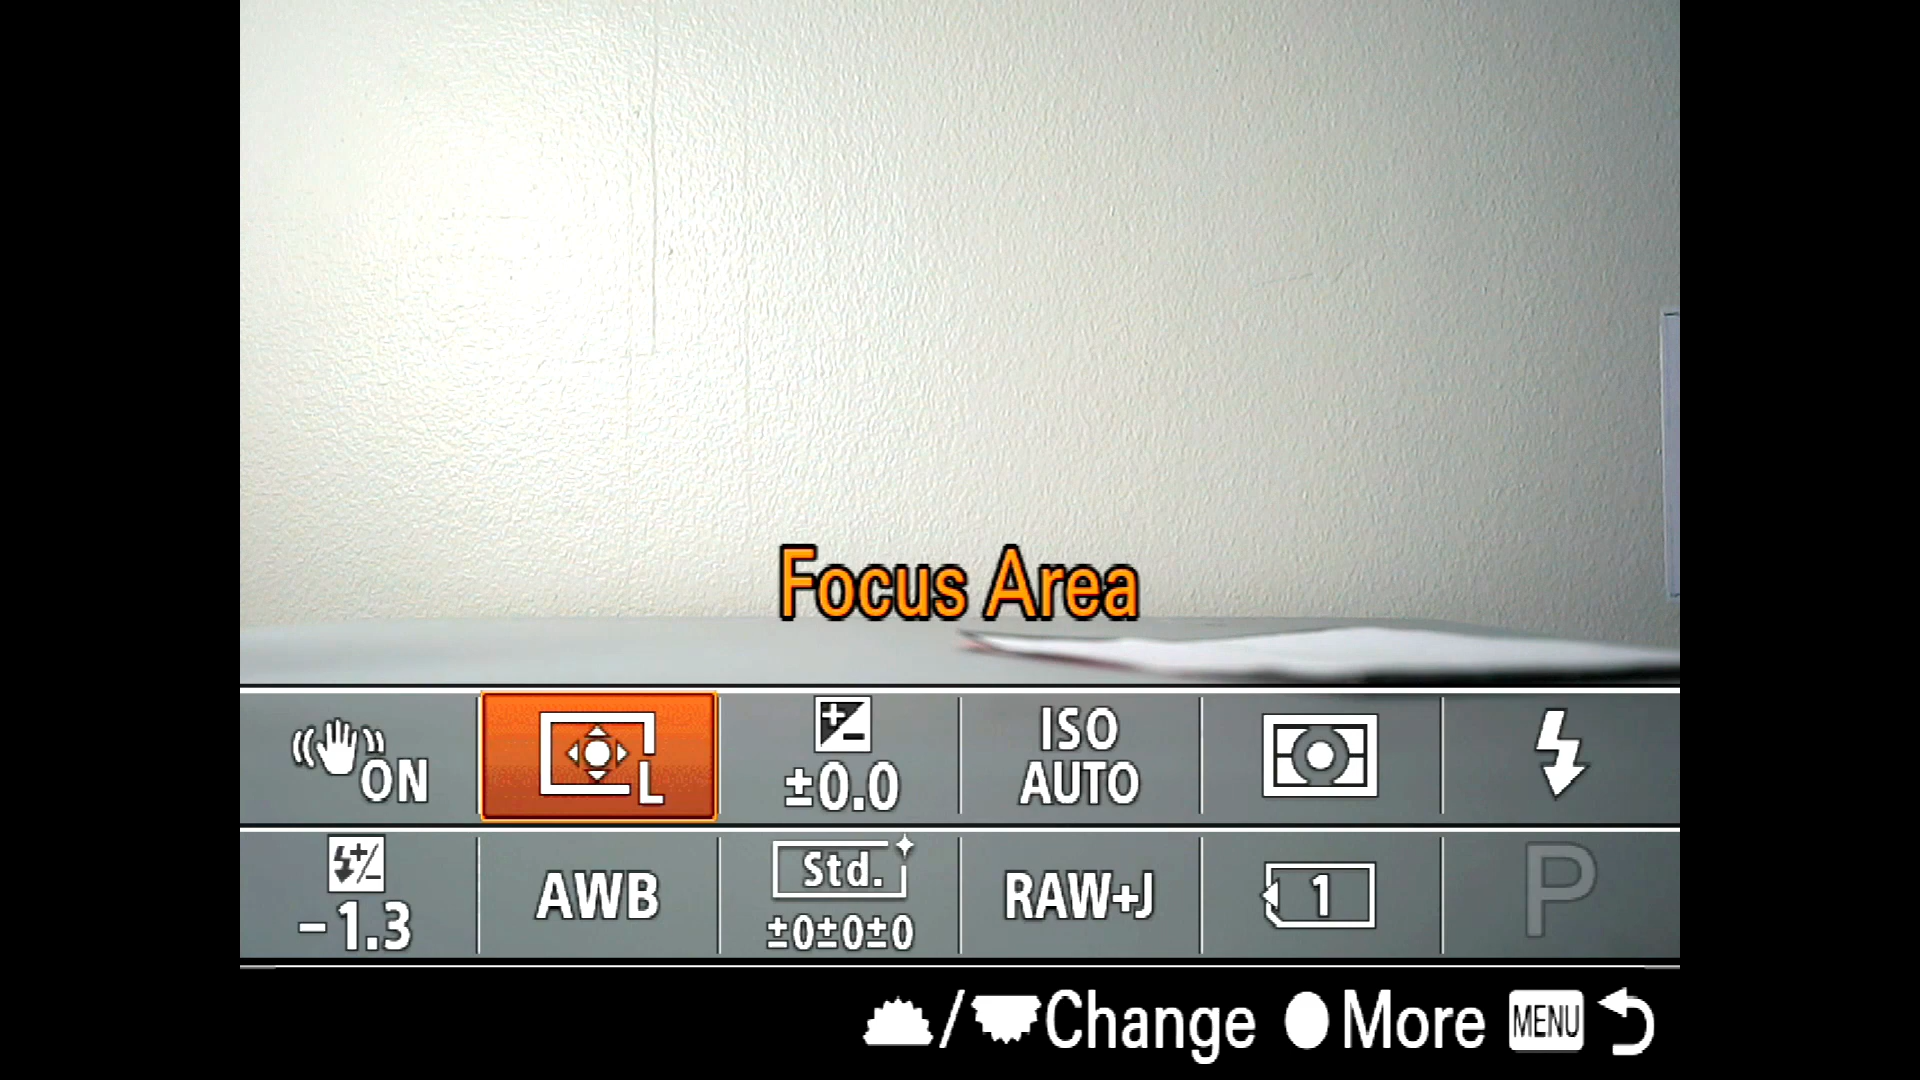 Focus Area
ON
L
±0.0
ISO
AUTO
-1.3
AWB
Std.
±0±0±0
RAW+J
1
P
/Change More MENU